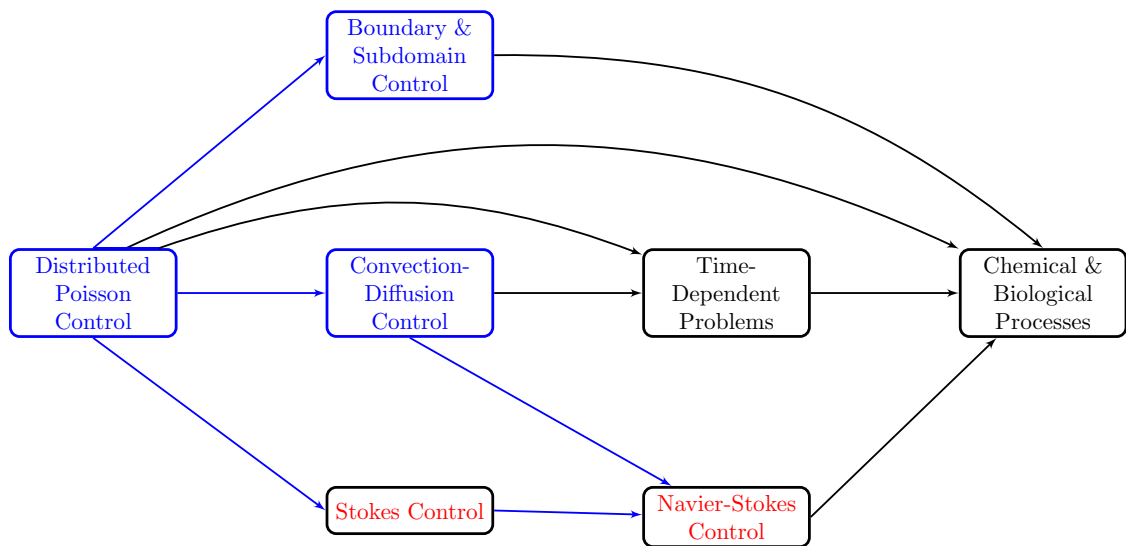 Boundary &
Subdomain
Control
Distributed
Poisson
Control
Convection-
Diffusion
Control
Time-
Dependent
Problems
Chemical &
Biological
Processes
Stokes Control
Navier-Stokes
Control